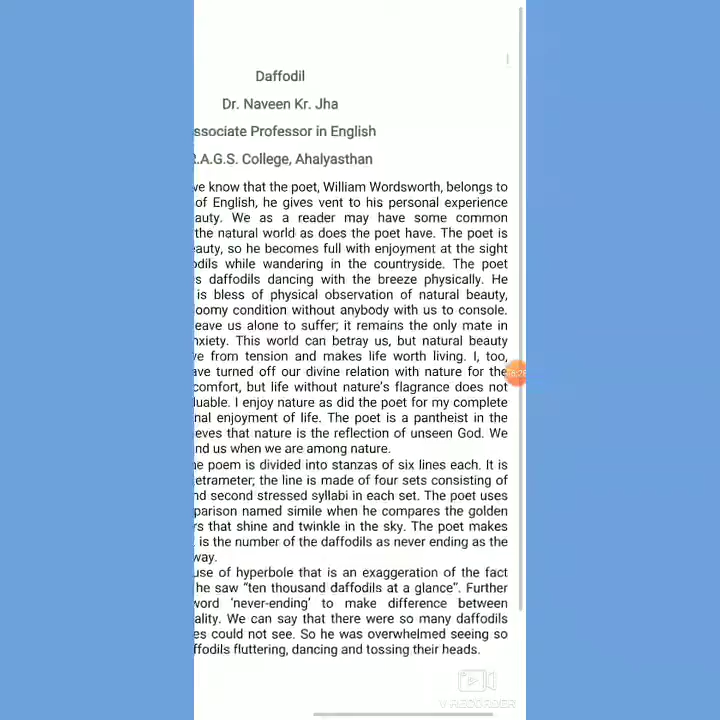 Daffodil
Dr. Naveen Kr. Jha
ssociate Professor in English
.A.G.S. College, Ahalyasthan
ve know that the poet, William Wordsworth, belongs to
of English, he gives vent to his personal experience
auty. We as a reader may have some common
the natural world as does the poet have. The poet is
eauty, so he becomes full with enjoyment at the sight
odils while wandering in the countryside. The poet
s daffodils dancing with the breeze physically. He
is bless of physical observation of natural beauty,
loomy condition without anybody with us to console.
eave us alone to suffer; it remains the only mate in
nxiety. This world can betray us, but natural beauty
ve from tension and makes life worth living. I, too,
ave turned off our divine relation with nature for the
comfort, but life without nature's flagrance does not
luable. I enjoy nature as did the poet for my complete
nal enjoyment of life. The poet is a pantheist in the
ieves that nature is the reflection of unseen God. We
nd us when we are among nature.
e poem is divided into stanzas of six lines each. It is
etrameter; the line is made of four sets consisting of
nd second stressed syllabi in each set. The poet uses
parison named simile when he compares the golden
rs that shine and twinkle in the sky. The poet makes
is the number of the daffodils as never ending as the
way.
use of hyperbole that is an exaggeration of the fact
he saw “ten thousand daffodils at a glance”. Further
word ‘never-ending’ to make difference between
ality. We can say that there were so many daffodils
es could not see. So he was overwhelmed seeing so
ffodils fluttering, dancing and tossing their heads.
V RECORDER